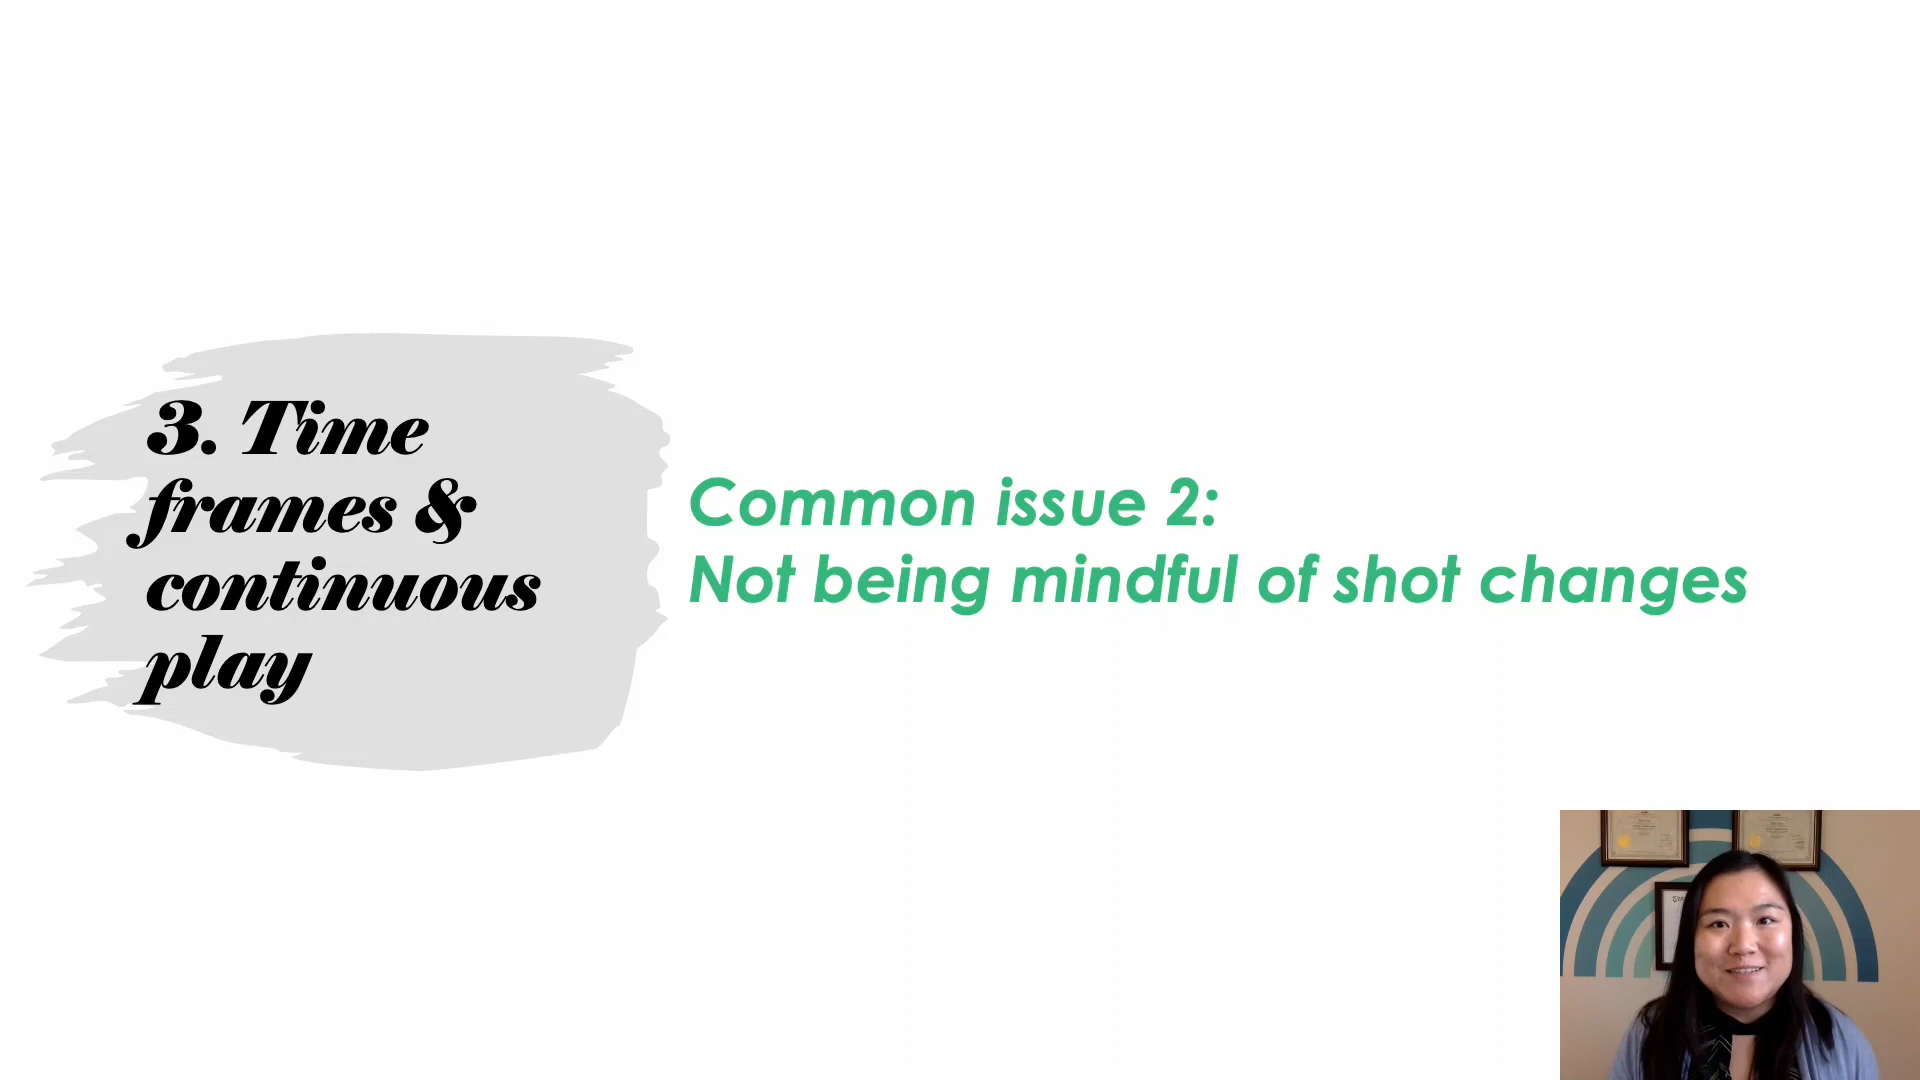 3. Time
frames &
continuous
play
Common issue 2:
Not being mindful of shot changes